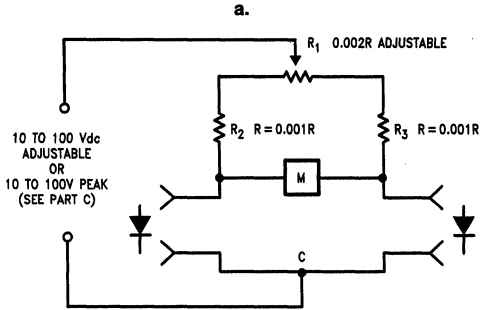 a.
R1 0.002R ADJUSTABLE
R2 R=0.001R
R3 R=0.001R
M
10 TO 100 Vdc
ADJUSTABLE
OR
10 TO 100V PEAK
(SEE PART C)
C